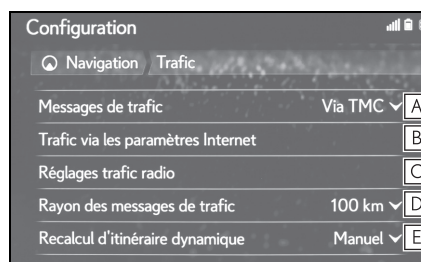 Configuration
Navigation Trafic
Messages de trafic Via TMC A
Trafic via les paramètres Internet B
Réglages trafic radio C
Rayon des messages de trafic 100 km D
Recalcul d'itinéraire dynamique Manuel E